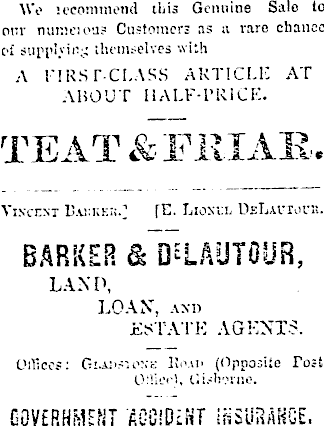 We recommend this Genuine Sale to
our numerous Customers as a rare chance
of supplying themselves with
A FIRST-CLASS ARTICLE AT
ABOUT HALF-PRICE.
TEAT & FRIAR.
VINCENT BARKER.] [E. LIONEL DELAUTOUR.
BARKER & DELAUTOUR,
LAND,
LOAN, AND
ESTATE AGENTS.
Offices: GLADSTONE ROAD (Opposite Post
Office), Gisborne.
GOVERNMENT ACCIDENT INSURANCE.